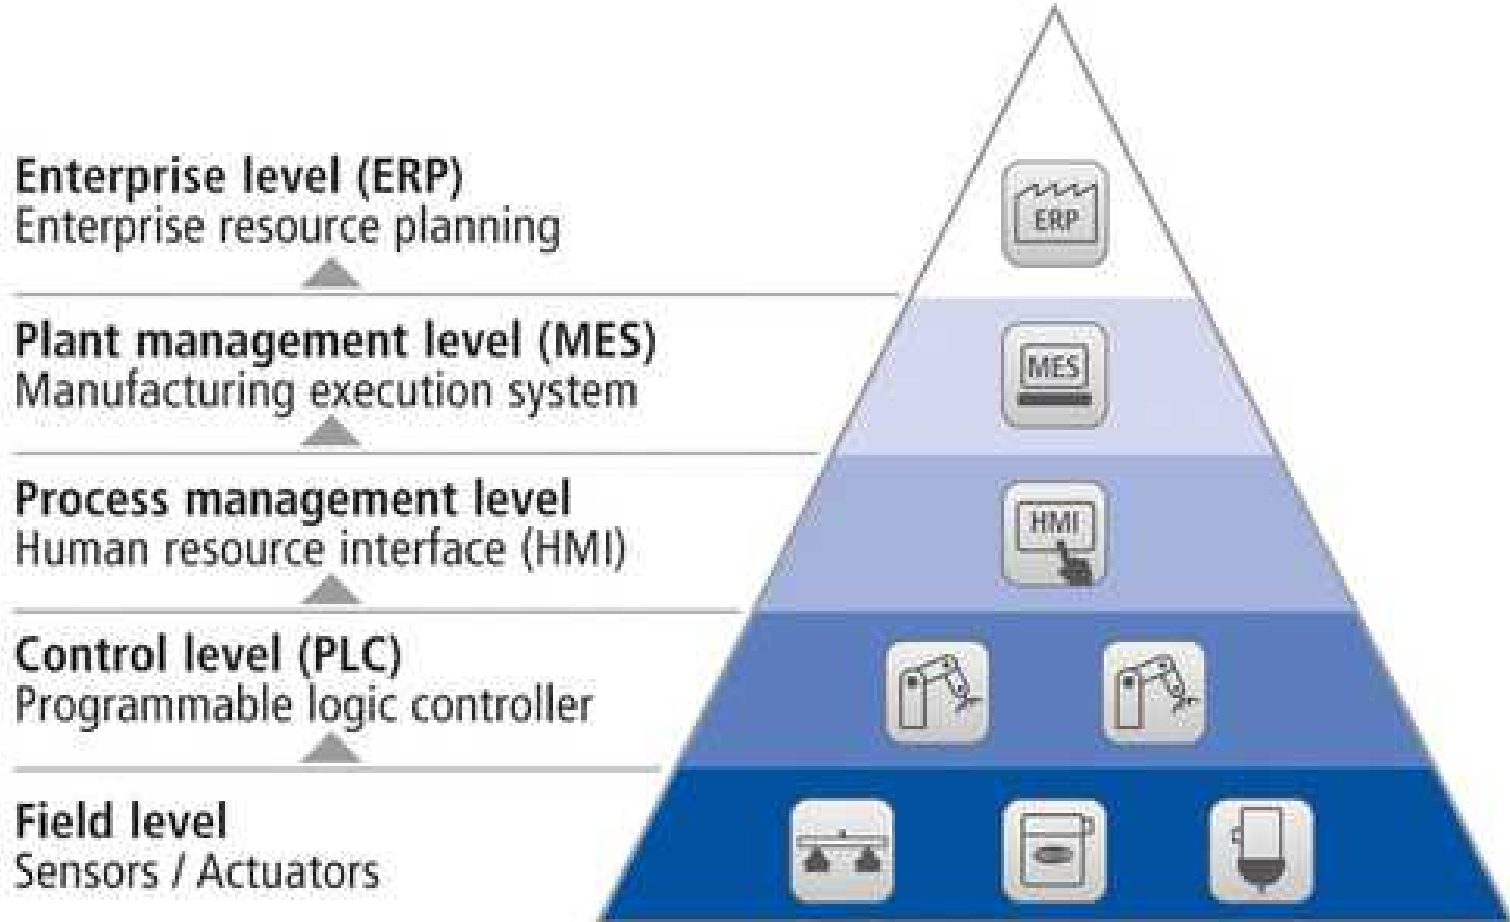 Enterprise level (ERP)
Enterprise resource planning
ERP
Plant management level (MES)
Manufacturing execution system
MES
Process management level
Human resource interface (HMI)
HMI
Control level (PLC)
Programmable logic controller
Field level
Sensors / Actuators